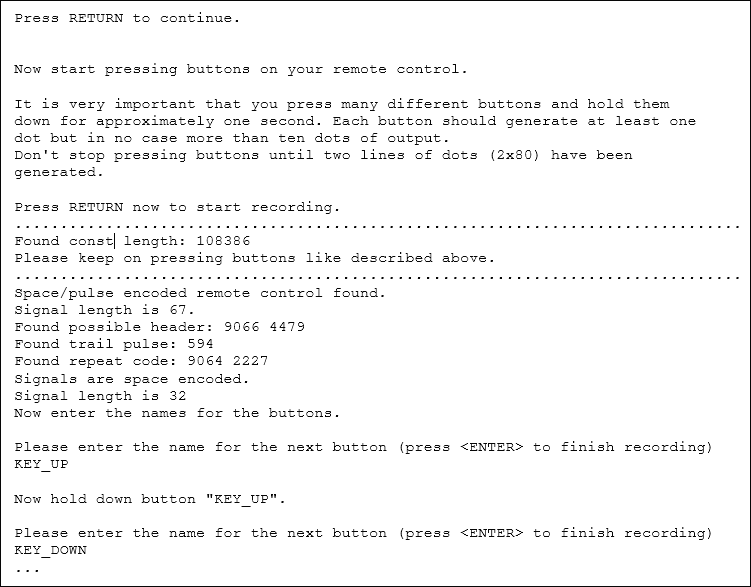 Press RETURN to continue.
Now start pressing buttons on your remote control.
It is very important that you press many different buttons and hold them
down for approximately one second. Each button should generate at least one
dot but in no case more than ten dots of output.
Don't stop pressing buttons until two lines of dots (2x80) have been
generated.
Press RETURN now to start recording.
................................................................................
Found const length: 108386
Please keep on pressing buttons like described above.
................................................................................
Space/pulse encoded remote control found.
Signal length is 67.
Found possible header: 9066 4479
Found trail pulse: 594
Found repeat code: 9064 2227
Signals are space encoded.
Signal length is 32
Now enter the names for the buttons.
Please enter the name for the next button (press <ENTER> to finish recording)
KEY_UP
Now hold down button "KEY_UP".
Please enter the name for the next button (press <ENTER> to finish recording)
KEY_DOWN
...